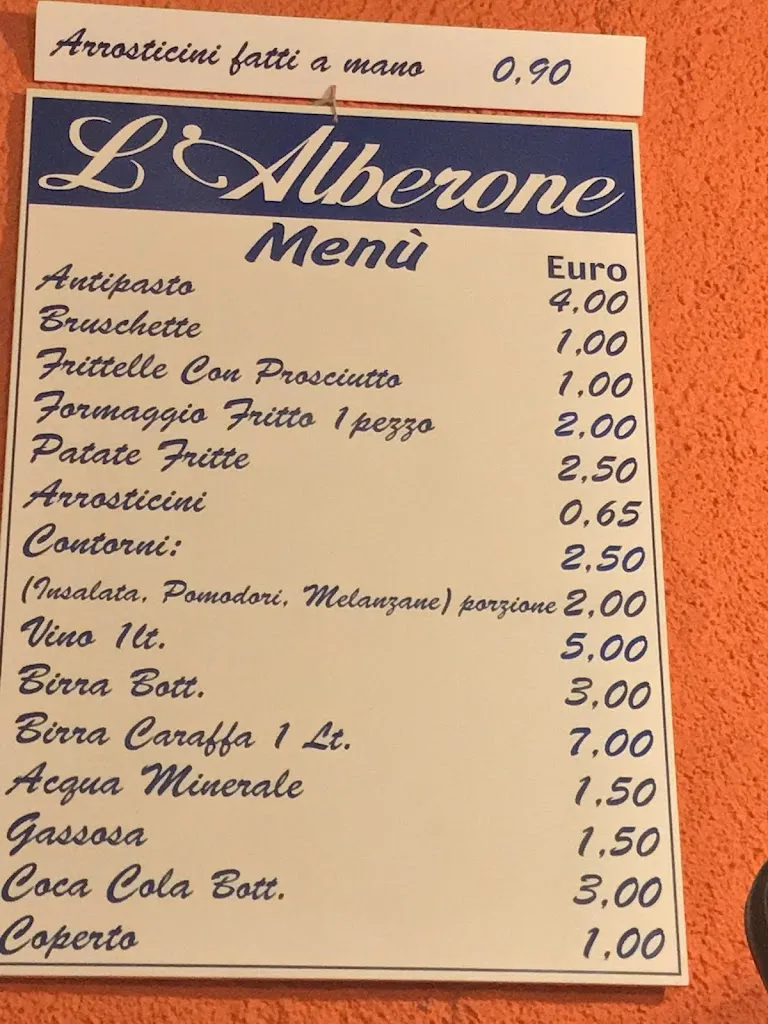 Arrosticini fatti a mano 0,90
L'Alberone
Menù
Euro
Antipasto 4,00
Bruschette 1,00
Frittelle Con Prosciutto 1,00
Formaggio Fritto 1 pezzo 2,00
Patate Fritte 2,50
Arrosticini 0,65
Contorni: 2,50
(Insalata, Pomodori, Melanzane) porzione 2,00
Vino 1lt. 5,00
Birra Bott. 3,00
Birra Caraffa 1 Lt. 7,00
Acqua Minerale 1,50
Gassosa 1,50
Coca Cola Bott. 3,00
Coperto 1,00